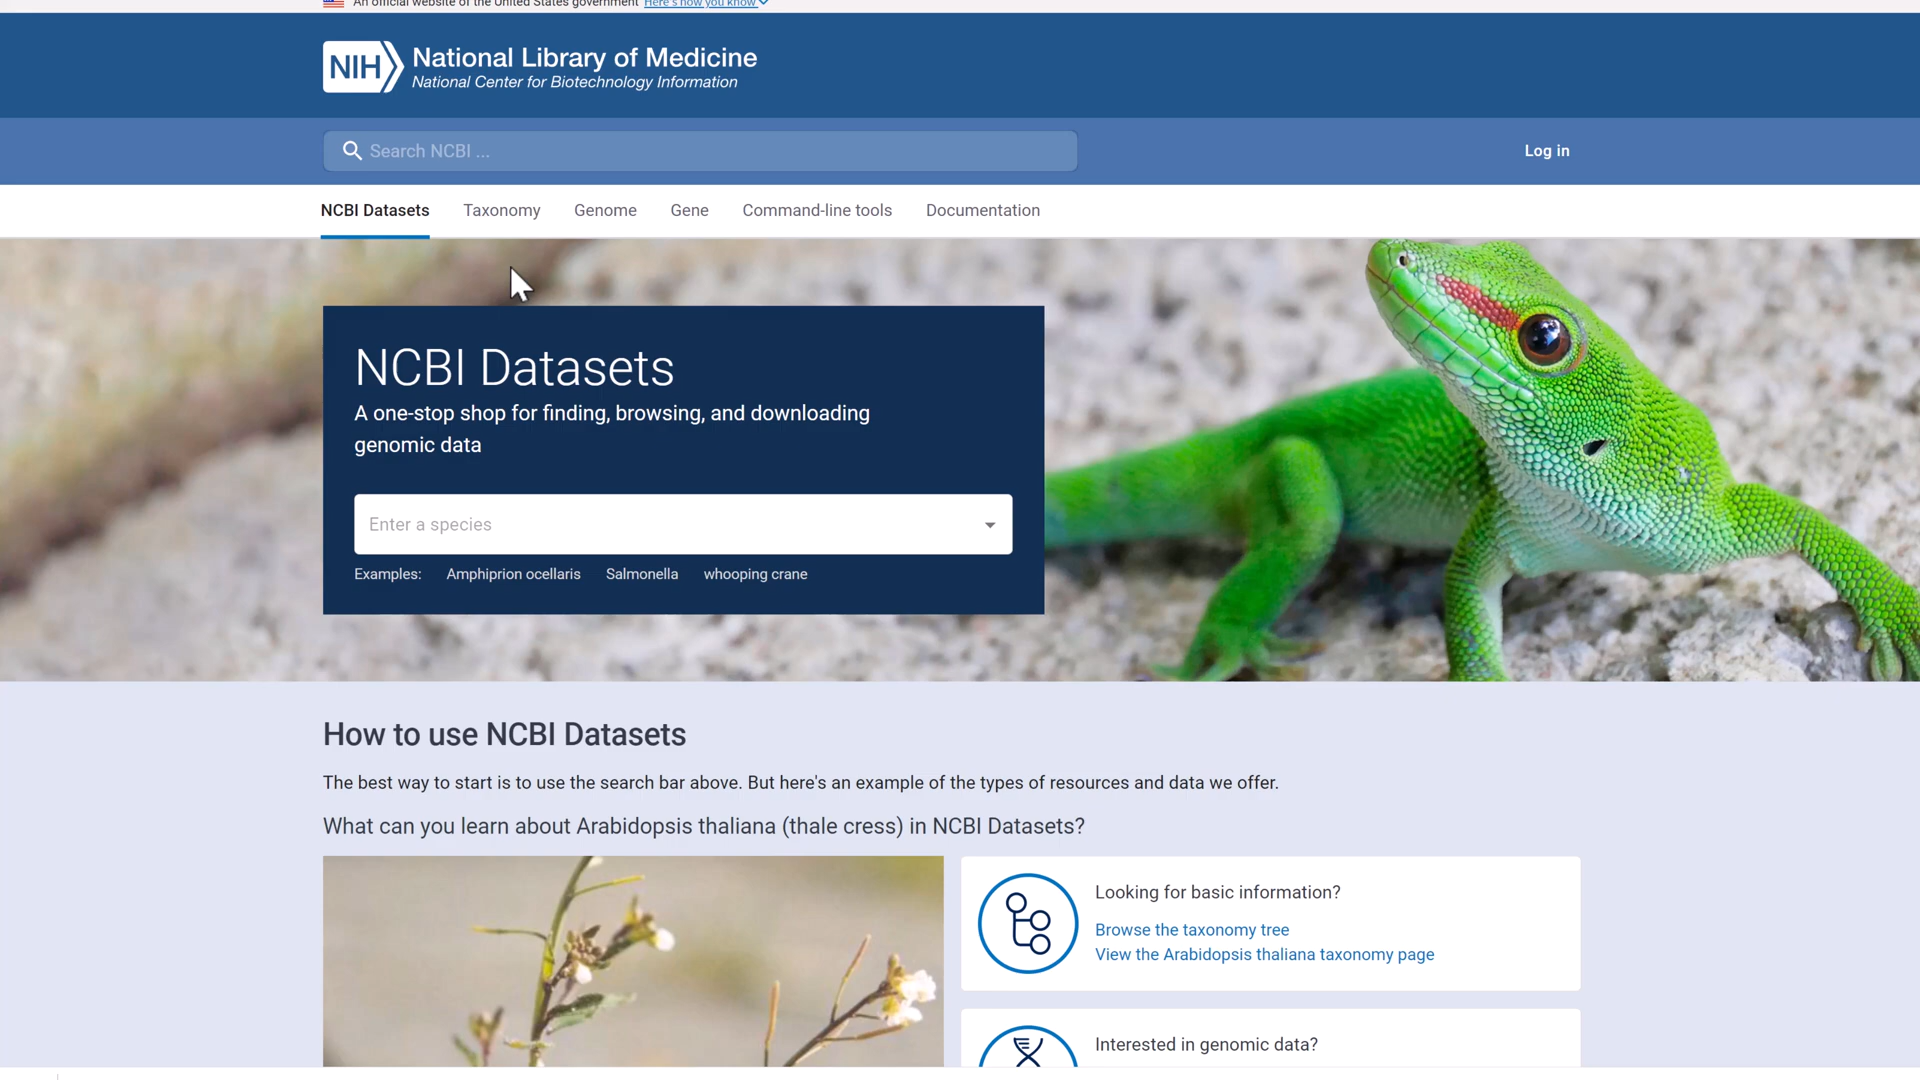 An official website of the United States government Here's how you know
NIH National Library of Medicine
National Center for Biotechnology Information
Search NCBI ...
Log in
NCBI Datasets Taxonomy Genome Gene Command-line tools Documentation
NCBI Datasets
A one-stop shop for finding, browsing, and downloading
genomic data
Enter a species
Examples: Amphiprion ocellaris Salmonella whooping crane
How to use NCBI Datasets
The best way to start is to use the search bar above. But here's an example of the types of resources and data we offer.
What can you learn about Arabidopsis thaliana (thale cress) in NCBI Datasets?
Looking for basic information?
Browse the taxonomy tree
View the Arabidopsis thaliana taxonomy page
Interested in genomic data?